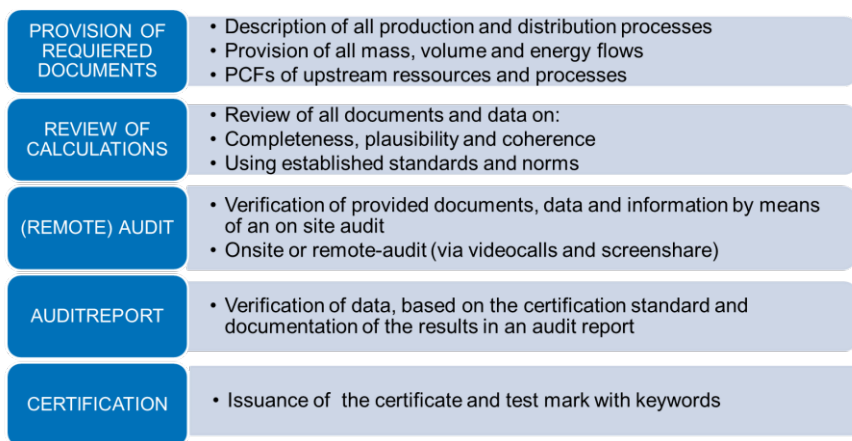 PROVISION OF
REQUIERED
DOCUMENTS
• Description of all production and distribution processes
• Provision of all mass, volume and energy flows
• PCFs of upstream ressources and processes
REVIEW OF
CALCULATIONS
• Review of all documents and data on:
• Completeness, plausibility and coherence
• Using established standards and norms
(REMOTE) AUDIT
• Verification of provided documents, data and information by means
of an on site audit
• Onsite or remote-audit (via videocalls and screenshare)
AUDITREPORT
• Verification of data, based on the certification standard and
documentation of the results in an audit report
CERTIFICATION
• Issuance of the certificate and test mark with keywords